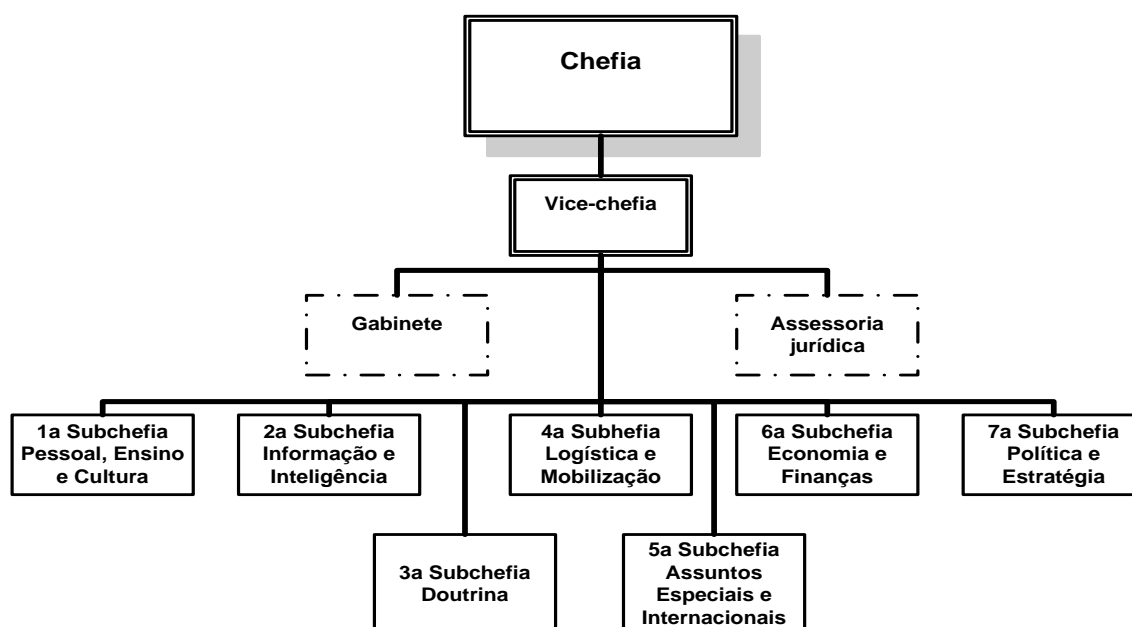 Chefia
Vice-chefia
Gabinete
Assessoria
jurídica
1a Subchefia
Pessoal, Ensino
e Cultura
2a Subchefia
Informação e
Inteligência
4a Subhefia
Logística e
Mobilização
6a Subchefia
Economia e
Finanças
7a Subchefia
Política e
Estratégia
3a Subchefia
Doutrina
5a Subchefia
Assuntos
Especiais e
Internacionais